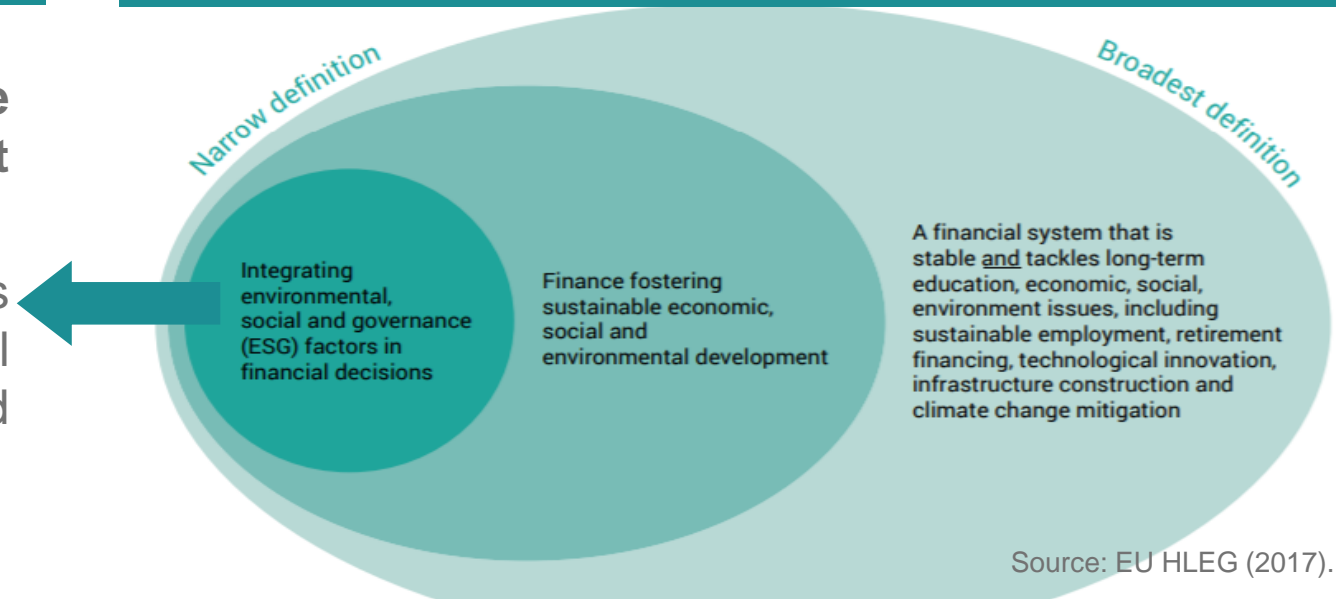 e
t
s
l
d
Narrow definition
Broadest definition
Integrating
environmental,
social and governance
(ESG) factors in
financial decisions
Finance fostering
sustainable economic,
social and
environmental development
A financial system that is
stable and tackles long-term
education, economic, social,
environment issues, including
sustainable employment, retirement
financing, technological innovation,
infrastructure construction and
climate change mitigation
Source: EU HLEG (2017).